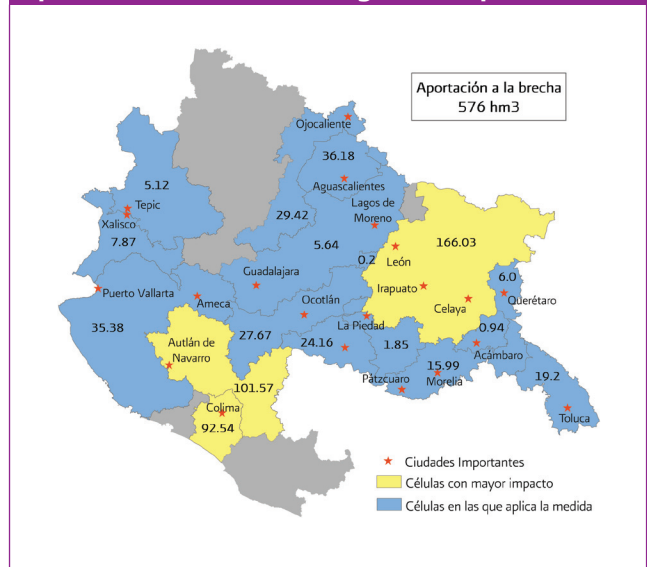 Aportación a la brecha
576 hm3
Ojocaliente
36.18
Aguascalientes
5.12
Tepic
Xalisco
7.87
29.42
Lagos de
Moreno
5.64
166.03
0.2
León
Guadalajara
6.0
Puerto Vallarta
Ameca
Ocotlán
Irapuato
Celaya
Querétaro
35.38
27.67
La Piedad
0.94
Autlán de
Navarro
24.16
1.85
Acámbaro
101.57
15.99
Pátzcuaro
Morelia
19.2
Colima
92.54
Toluca
Ciudades Importantes
Células con mayor impacto
Células en las que aplica la medida